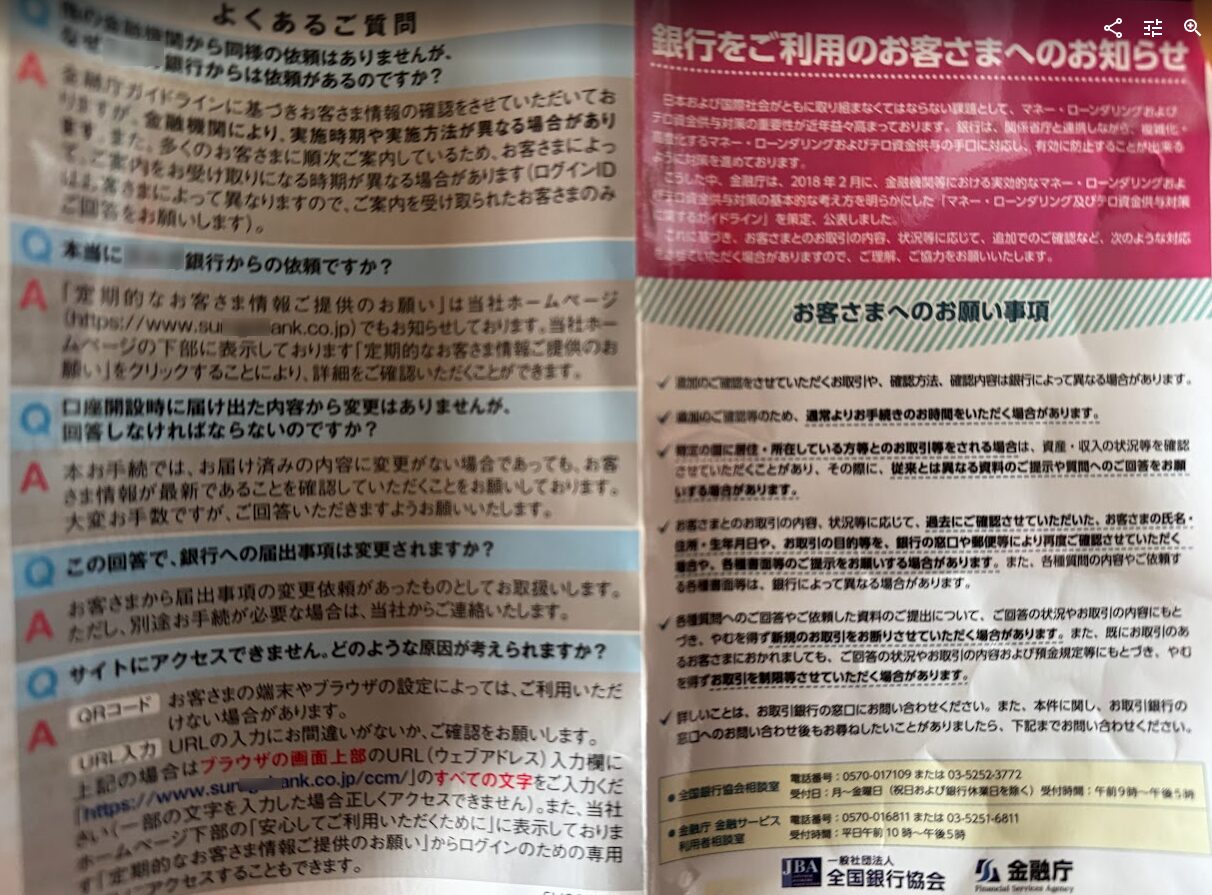 よくあるご質問
Q 他の金融機関から同様の依頼はありませんが、
なぜ 銀行からは依頼があるのですか?
A 金融庁ガイドラインに基づきお客さま情報の確認をさせていただいてお
りますが、金融機関により、実施時期や実施方法が異なる場合があり
ます。また、多くのお客さまに順次ご案内しているため、お客さまによっ
て、ご案内をお受け取りになる時期が異なる場合があります(ログインID
はお客さまによって異なりますので、ご案内を受け取られたお客さまのみ
ご回答をお願いします)。
Q 本当に 銀行からの依頼ですか?
A 「定期的なお客さま情報ご提供のお願い」は当社ホームページ
(https://www.su ank.co.jp)でもお知らせしております。当社ホー
ムページの下部に表示しております「定期的なお客さま情報ご提供のお
願い」をクリックすることにより、詳細をご確認いただくことができます。
Q 口座開設時に届け出た内容から変更はありませんが、
回答しなければならないのですか?
A 本お手続では、お届け済みの内容に変更がない場合であっても、お客
さま情報が最新であることを確認していただくことをお願いしております。
大変お手数ですが、ご回答いただきますようお願いいたします。
Q この回答で、銀行への届出事項は変更されますか?
A お客さまから届出事項の変更依頼があったものとしてお取扱いします。
ただし、別途お手続が必要な場合は、当社からご連絡いたします。
Q サイトにアクセスできません。どのような原因が考えられますか?
A QRコード お客さまの端末やブラウザの設定によっては、ご利用いただ
けない場合があります。
URL入力 URLの入力にお間違いがないか、ご確認をお願いします。
上記の場合はブラウザの画面上部のURL(ウェブアドレス)入力欄に
「https://www.su ank.co.jp/ccm/」のすべての文字をご入力くだ
さい(一部の文字を入力した場合正しくアクセスできません)。また、当社
ホームページ下部の「安心してご利用いただくために」に表示しておりま
す「定期的なお客さま情報ご提供のお願い」からログインのための専用
にアクセスすることもできます。
銀行をご利用のお客さまへのお知らせ
日本および国際社会がともに取り組まなくてはならない課題として、マネー・ローンダリングおよび
テロ資金供与対策の重要性が近年益々高まっております。銀行は、関係省庁と連携しながら、複雑化・
高度化するマネー・ローンダリングおよびテロ資金供与の手口に対応し、有効に防止することが出来る
ように対策を進めております。
こうした中、金融庁は、2018年2月に、金融機関等における実効的なマネー・ローンダリングおよ
びテロ資金供与対策の基本的な考え方を明らかにした「マネー・ローンダリング及びテロ資金供与対策
に関するガイドライン」を策定、公表しました。
これに基づき、お客さまとのお取引の内容、状況等に応じて、追加でのご確認など、次のような対応
をさせていただく場合がありますので、ご理解、ご協力をお願いいたします。
お客さまへのお願い事項
✓ 追加のご確認をさせていただくお取引や、確認方法、確認内容は銀行によって異なる場合があります。
✓ 追加のご確認等のため、通常よりお手続きのお時間をいただく場合があります。
✓ 特定の国に居住・所在している方等とのお取引等をされる場合は、資産・収入の状況等を確認
させていただくことがあり、その際に、従来とは異なる資料のご提示や質問へのご回答をお願
いする場合があります。
✓ お客さまとのお取引の内容、状況等に応じて、過去にご確認させていただいた、お客さまの氏名・
住所・生年月日や、お取引の目的等を、銀行の窓口や郵便等により再度ご確認させていただく
場合や、各種書面等のご提示をお願いする場合があります。また、各種質問の内容やご依頼す
る各種書面等は、銀行によって異なる場合があります。
✓ 各種質問へのご回答やご依頼した資料のご提出について、ご回答の状況やお取引の内容にもと
づき、やむを得ず新規のお取引をお断りさせていただく場合があります。また、既にお取引のあ
るお客さまにおかれましても、ご回答の状況やお取引の内容および預金規定等にもとづき、やむ
を得ずお取引を制限等させていただく場合があります。
✓ 詳しいことは、お取引銀行の窓口にお問い合わせください。また、本件に関し、お取引銀行の
窓口へのお問い合わせ後もお尋ねしたいことがありましたら、下記までお問い合わせください。
● 全国銀行協会相談室 電話番号:0570-017109 または 03-5252-3772
受付日:月～金曜日(祝日および銀行休業日を除く) 受付時間:午前9時～午後5時
● 金融庁 金融サービス 利用者相談室 電話番号:0570-016811 または 03-5251-6811
受付時間:平日午前10時～午後5時
JBA 一般社団法人
全国銀行協会
金融庁
Financial Services Agency